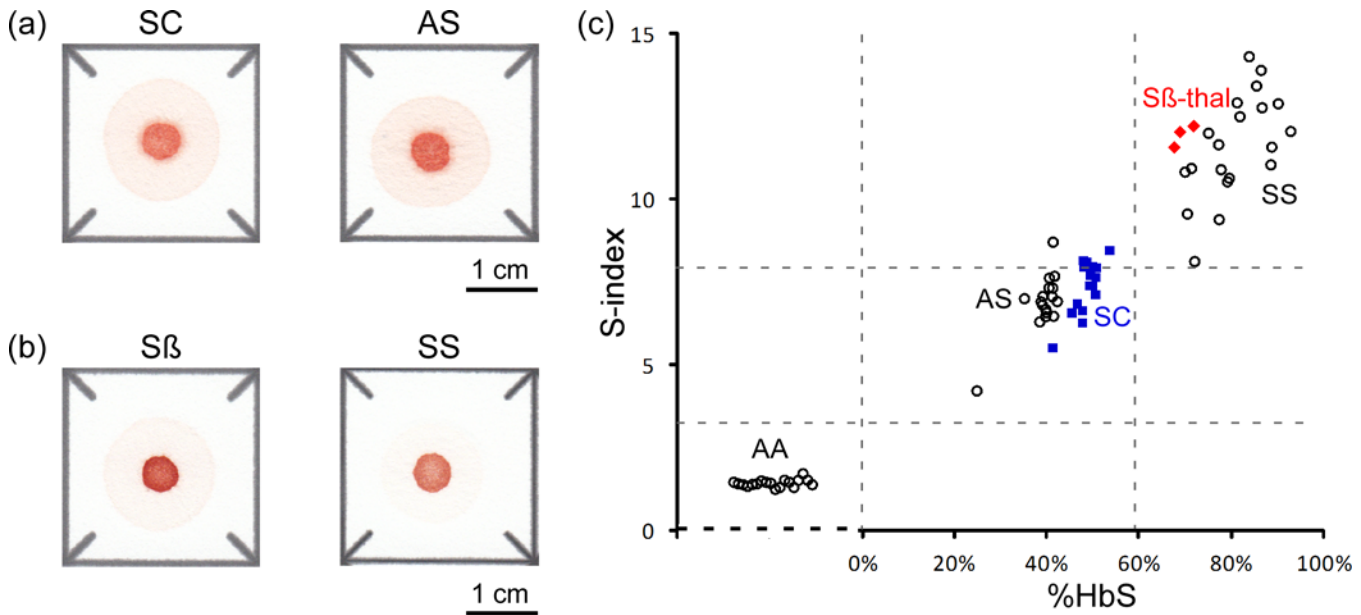 (a)
SC
AS
1 cm
(b)
Sß
SS
1 cm
(c)
15
10
5
0
S-index
Sß-thal
SS
AS
SC
AA
0%
20%
40%
60%
80%
100%
%HbS